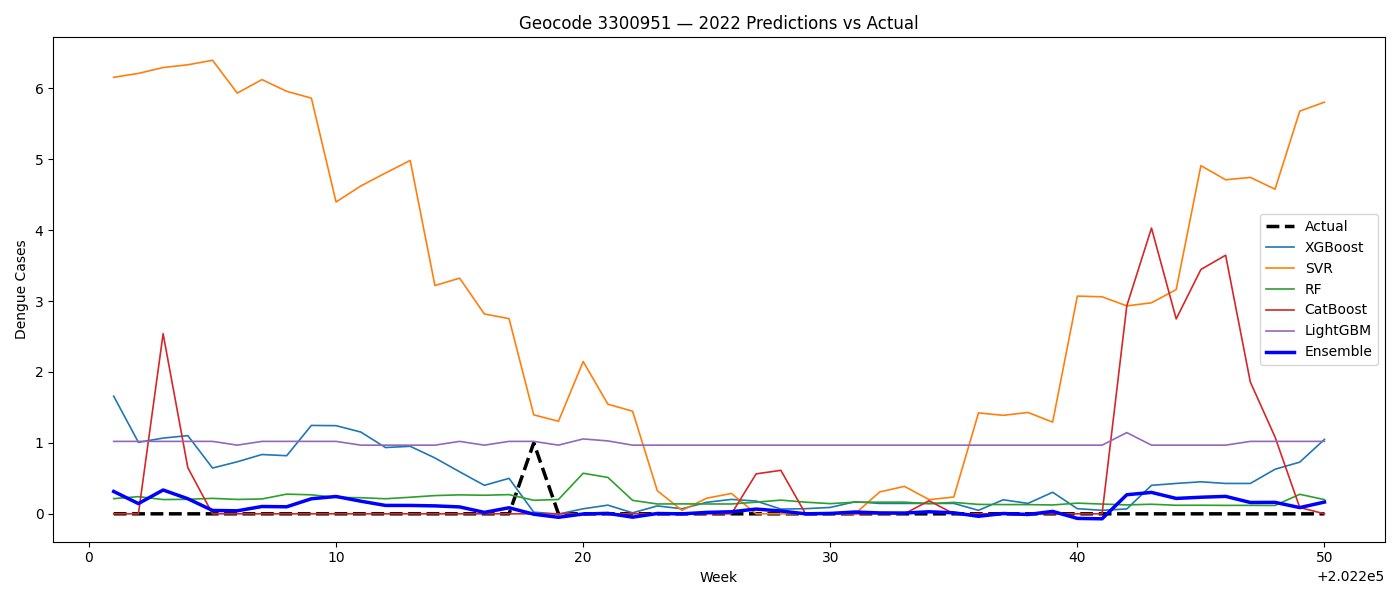 Geocode 3300951 — 2022 Predictions vs Actual
Dengue Cases
6
5
4
3
2
1
0
Actual
XGBoost
SVR
RF
CatBoost
LightGBM
Ensemble
0 10 20 30 40 50
Week
+2.022e5